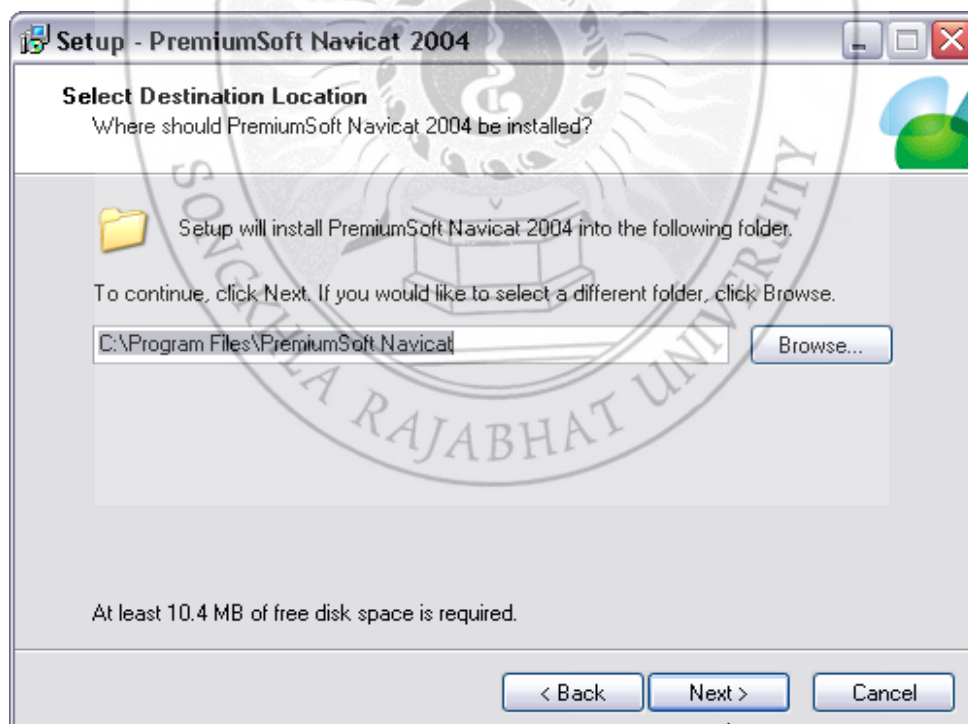 Setup - PremiumSoft Navicat 2004
Select Destination Location
Where should PremiumSoft Navicat 2004 be installed?
Setup will install PremiumSoft Navicat 2004 into the following folder.
To continue, click Next. If you would like to select a different folder, click Browse.
C:\Program Files\PremiumSoft Navicat
Browse...
SONGKHLA RAJABHAT UNIVERSITY
At least 10.4 MB of free disk space is required.
< Back
Next >
Cancel